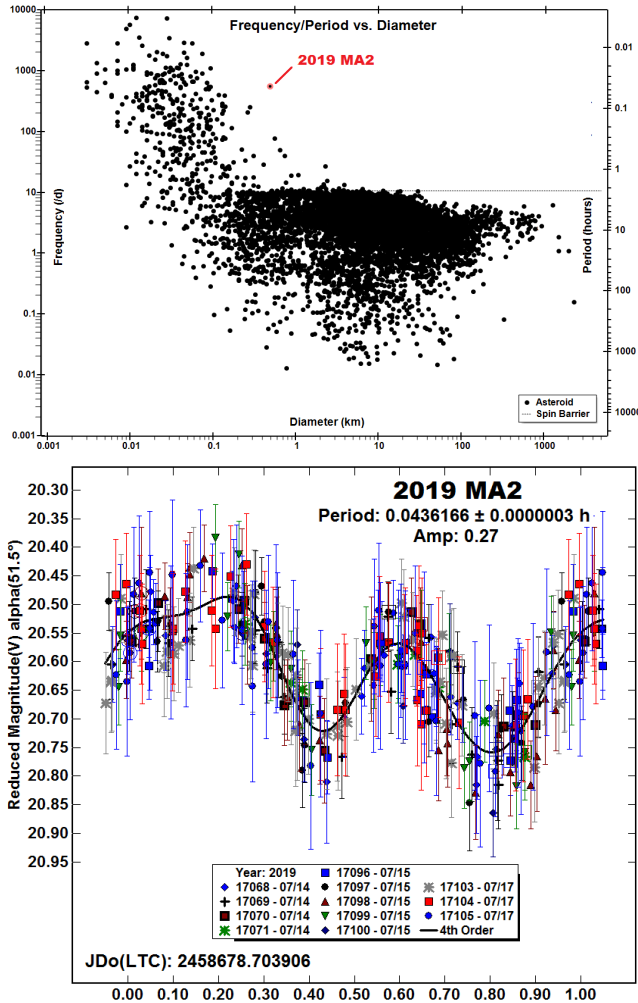 Frequency/Period vs. Diameter
2019 MA2
10000
1000
100
10
1
0.1
0.01
0.001
Frequency (/d)
0.01
0.1
1
10
100
1000
10000
Period (hours)
Asteroid
Spin Barrier
Diameter (km)
0.001 0.01 0.1 1 10 100 1000
2019 MA2
Period: 0.0436166 ± 0.0000003 h
Amp: 0.27
20.30
20.35
20.40
20.45
20.50
20.55
20.60
20.65
20.70
20.75
20.80
20.85
20.90
20.95
Reduced Magnitude(V) alpha(51.5°)
Year: 2019 17096 - 07/15
17068 - 07/14 17097 - 07/15 17103 - 07/17
17069 - 07/14 17098 - 07/15 17104 - 07/17
17070 - 07/14 17099 - 07/15 17105 - 07/17
17071 - 07/14 17100 - 07/15 4th Order
JDo(LTC): 2458678.703906
0.00 0.10 0.20 0.30 0.40 0.50 0.60 0.70 0.80 0.90 1.00